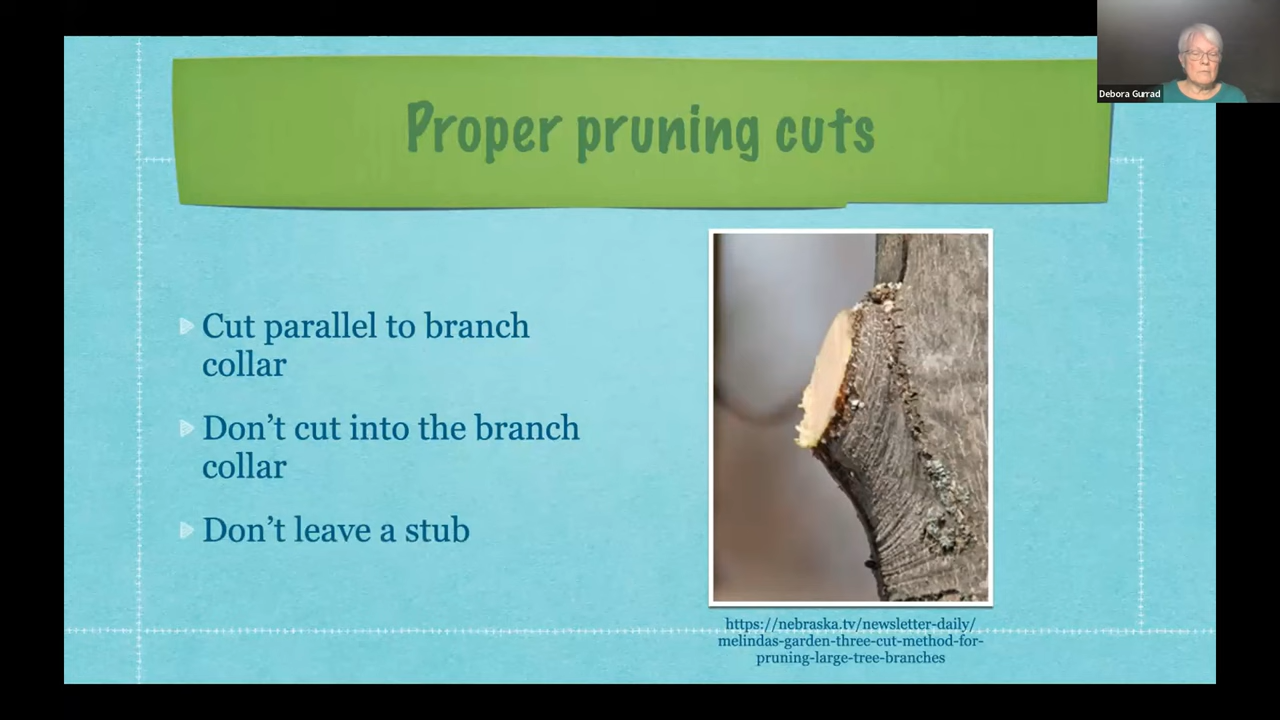 Proper pruning cuts
Debora Gurrad
Cut parallel to branch
collar
Don’t cut into the branch
collar
Don’t leave a stub
https://nebraska.tv/newsletter-daily/
melindas-garden-three-cut-method-for-
pruning-large-tree-branches